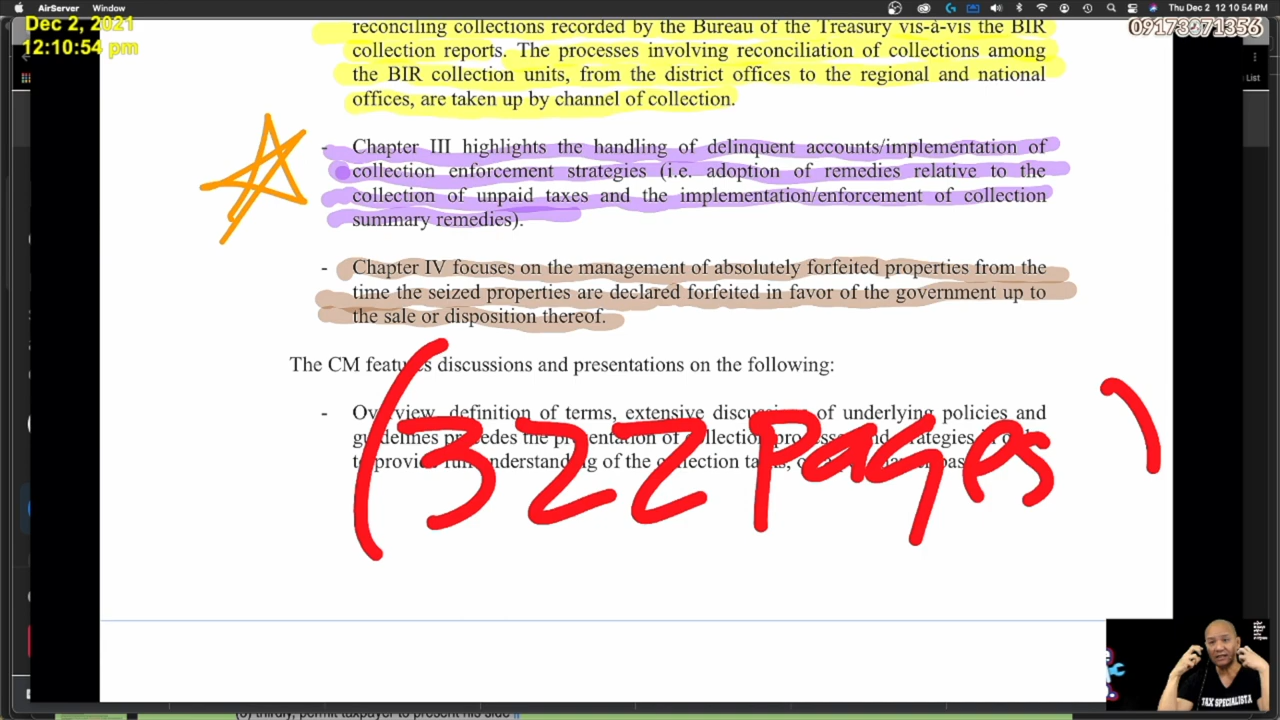 AirServer Window
Thu Dec 2 12 10 54 PM
Dec 2, 2021
12:10:54 pm
09173371356
List
reconciling collections recorded by the Bureau of the Treasury vis-à-vis the BIR
collection reports. The processes involving reconciliation of collections among
the BIR collection units, from the district offices to the regional and national
offices, are taken up by channel of collection.
- Chapter III highlights the handling of delinquent accounts/implementation of
collection enforcement strategies (i.e. adoption of remedies relative to the
collection of unpaid taxes and the implementation/enforcement of collection
summary remedies).
- Chapter IV focuses on the management of absolutely forfeited properties from the
time the seized properties are declared forfeited in favor of the government up to
the sale or disposition thereof.
The CM features discussions and presentations on the following:
- Overview, definition of terms, extensive discussions of underlying policies and
guidelines precedes the presentation of collection processes and strategies in
to provide full understanding of the collection
(322 pages)
TAX SPECIALISTA
thirdly, permit taxpayer to present his side